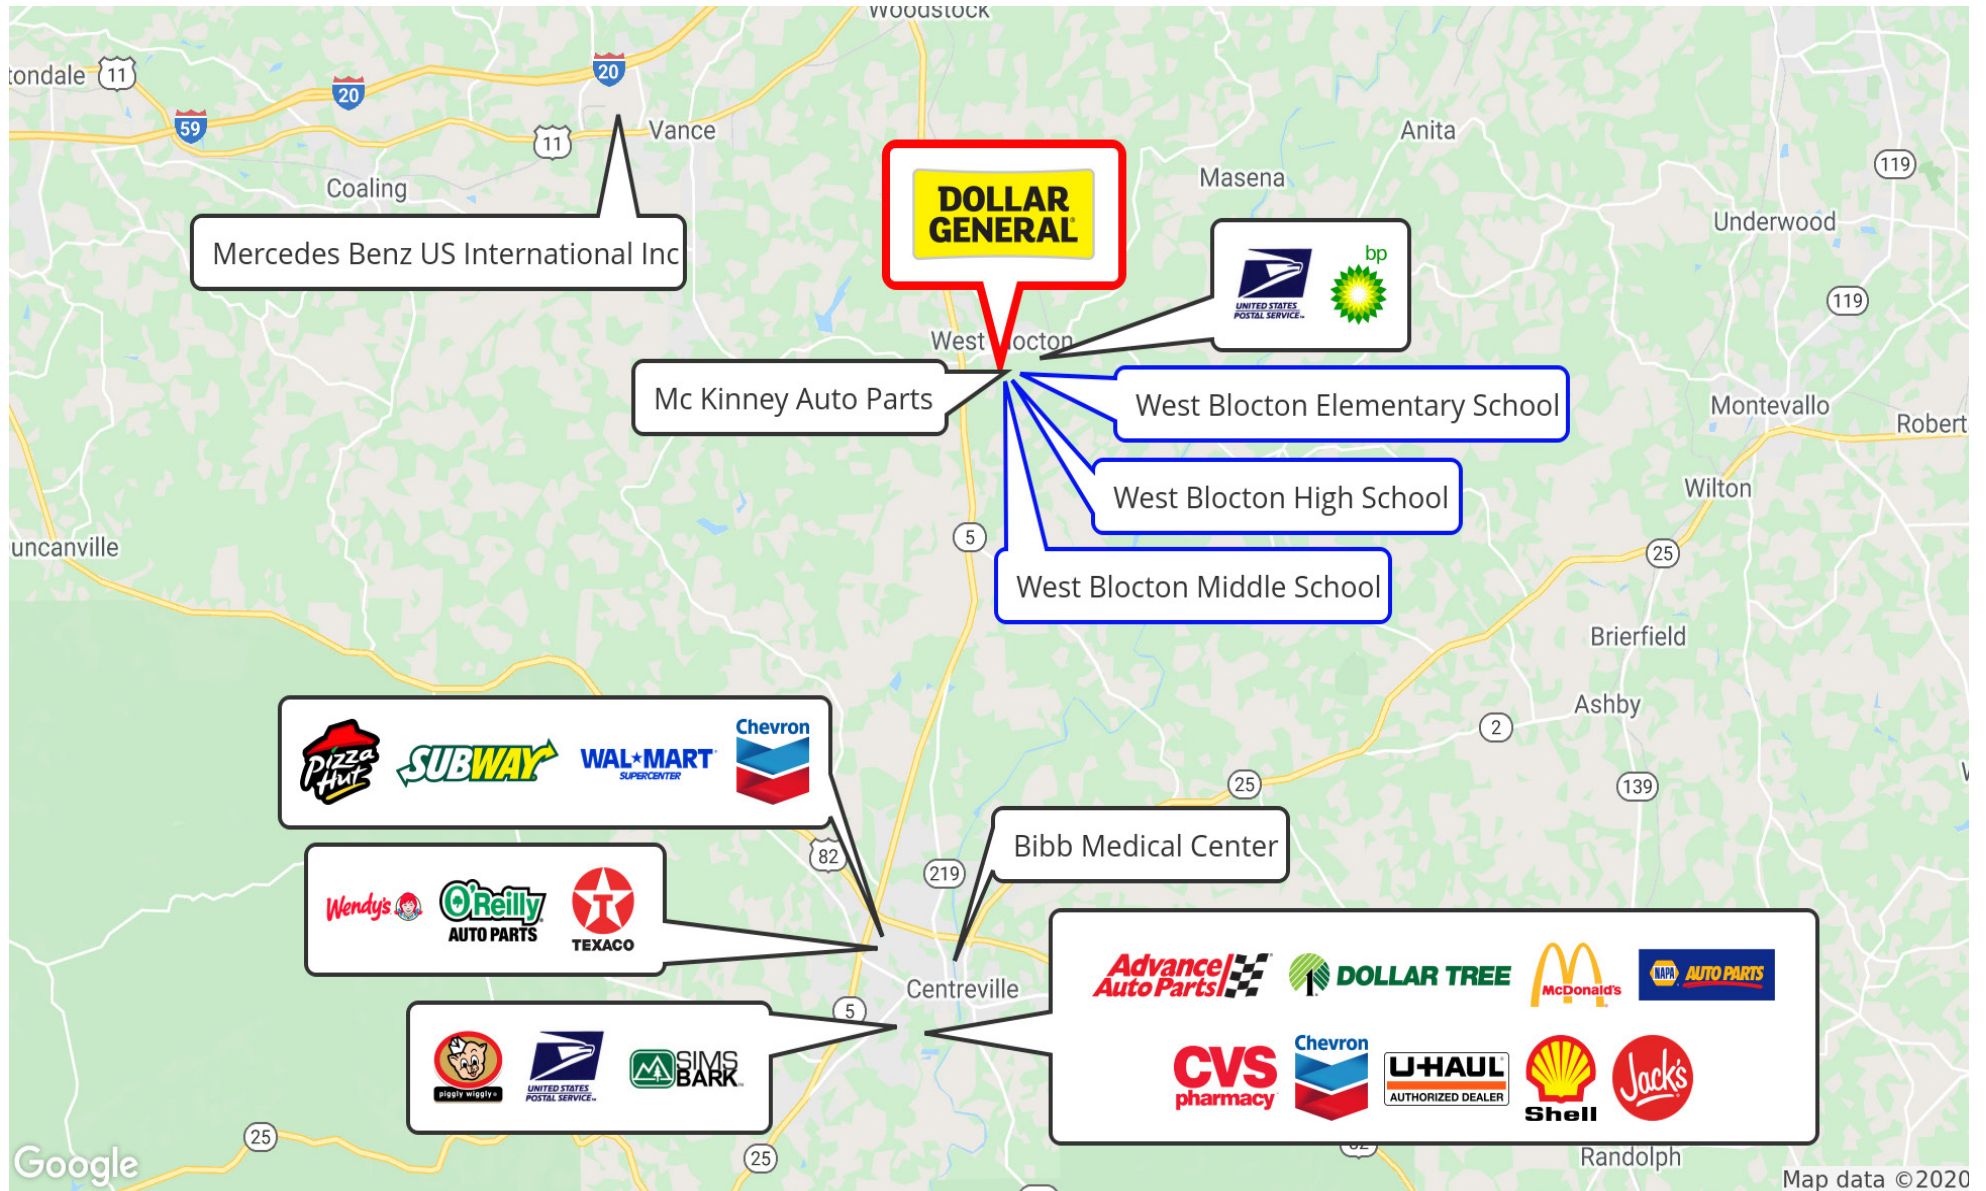 Woodstock
tondale
11
20
20
59
11
Vance
Coaling
Anita
Masena
119
Underwood
119
Mercedes Benz US International Inc
DOLLAR
GENERAL
UNITED STATES
POSTAL SERVICE
bp
West Blocton
Mc Kinney Auto Parts
West Blocton Elementary School
West Blocton High School
West Blocton Middle School
Montevallo
Robert
Wilton
5
25
uncanville
Brierfield
Ashby
2
139
25
Pizza
Hut
SUBWAY
WAL★MART
SUPERCENTER
Chevron
82
219
Bibb Medical Center
Wendy's
O'Reilly
AUTO PARTS
TEXACO
Centreville
5
piggly wiggly
UNITED STATES
POSTAL SERVICE
SIMS
BARK
Advance
Auto Parts
DOLLAR TREE
McDonald's
NAPA AUTO PARTS
CVS
pharmacy
Chevron
U-HAUL
AUTHORIZED DEALER
Shell
Jack's
25
25
82
Randolph
Google
Map data ©2020